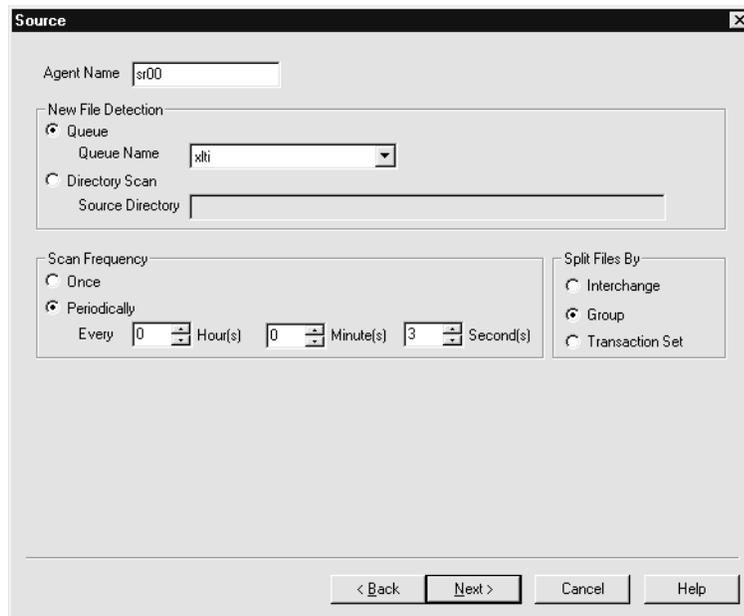 Source
Agent Name sr00
New File Detection
Queue
Queue Name xlti
Directory Scan
Source Directory
Scan Frequency
Once
Periodically
Every 0 Hour(s) 0 Minute(s) 3 Second(s)
Split Files By
Interchange
Group
Transaction Set
< Back Next > Cancel Help